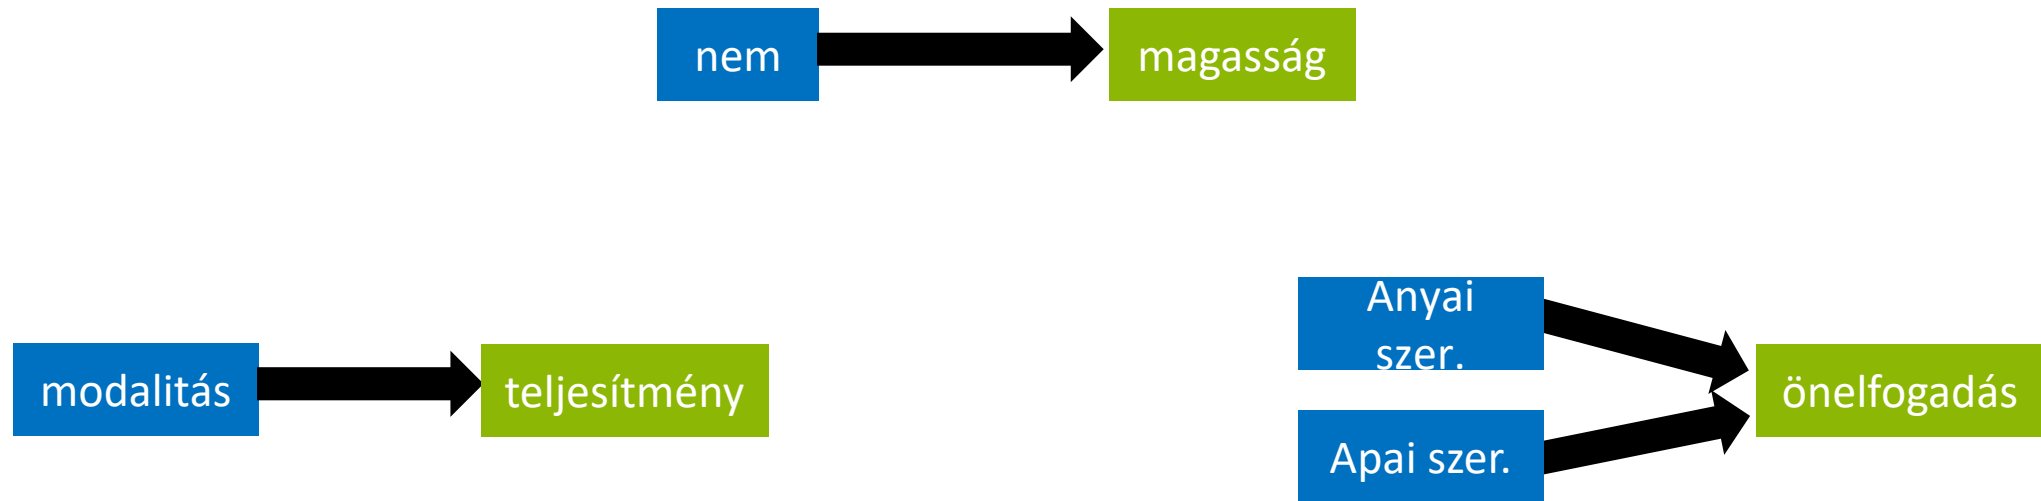 nem
magasság
modalitás
teljesítmény
Anyai
szer.
Apai szer.
önelfogadás